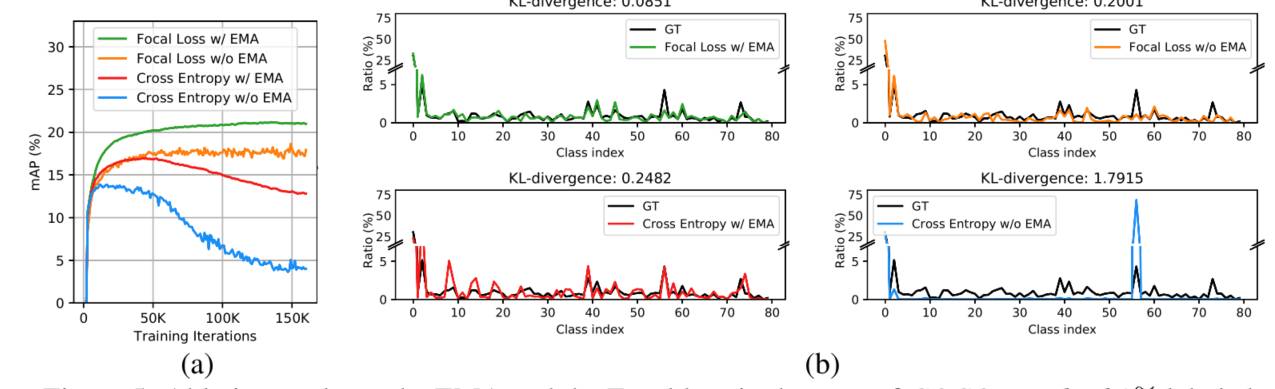 Focal Loss w/ EMA
Focal Loss w/o EMA
Cross Entropy w/ EMA
Cross Entropy w/o EMA
mAP (%)
30
25
20
15
10
5
0
0 50K 100K 150K
Training Iterations
(a)
KL-divergence: 0.0851
GT
Focal Loss w/ EMA
Ratio (%)
75
50
25
5
0
0 10 20 30 40 50 60 70 80
Class index
KL-divergence: 0.2001
GT
Focal Loss w/o EMA
Ratio (%)
75
50
25
5
0
0 10 20 30 40 50 60 70 80
Class index
KL-divergence: 0.2482
GT
Cross Entropy w/ EMA
Ratio (%)
75
50
25
5
0
0 10 20 30 40 50 60 70 80
Class index
KL-divergence: 1.7915
GT
Cross Entropy w/o EMA
Ratio (%)
75
50
25
5
0
0 10 20 30 40 50 60 70 80
Class index
(b)